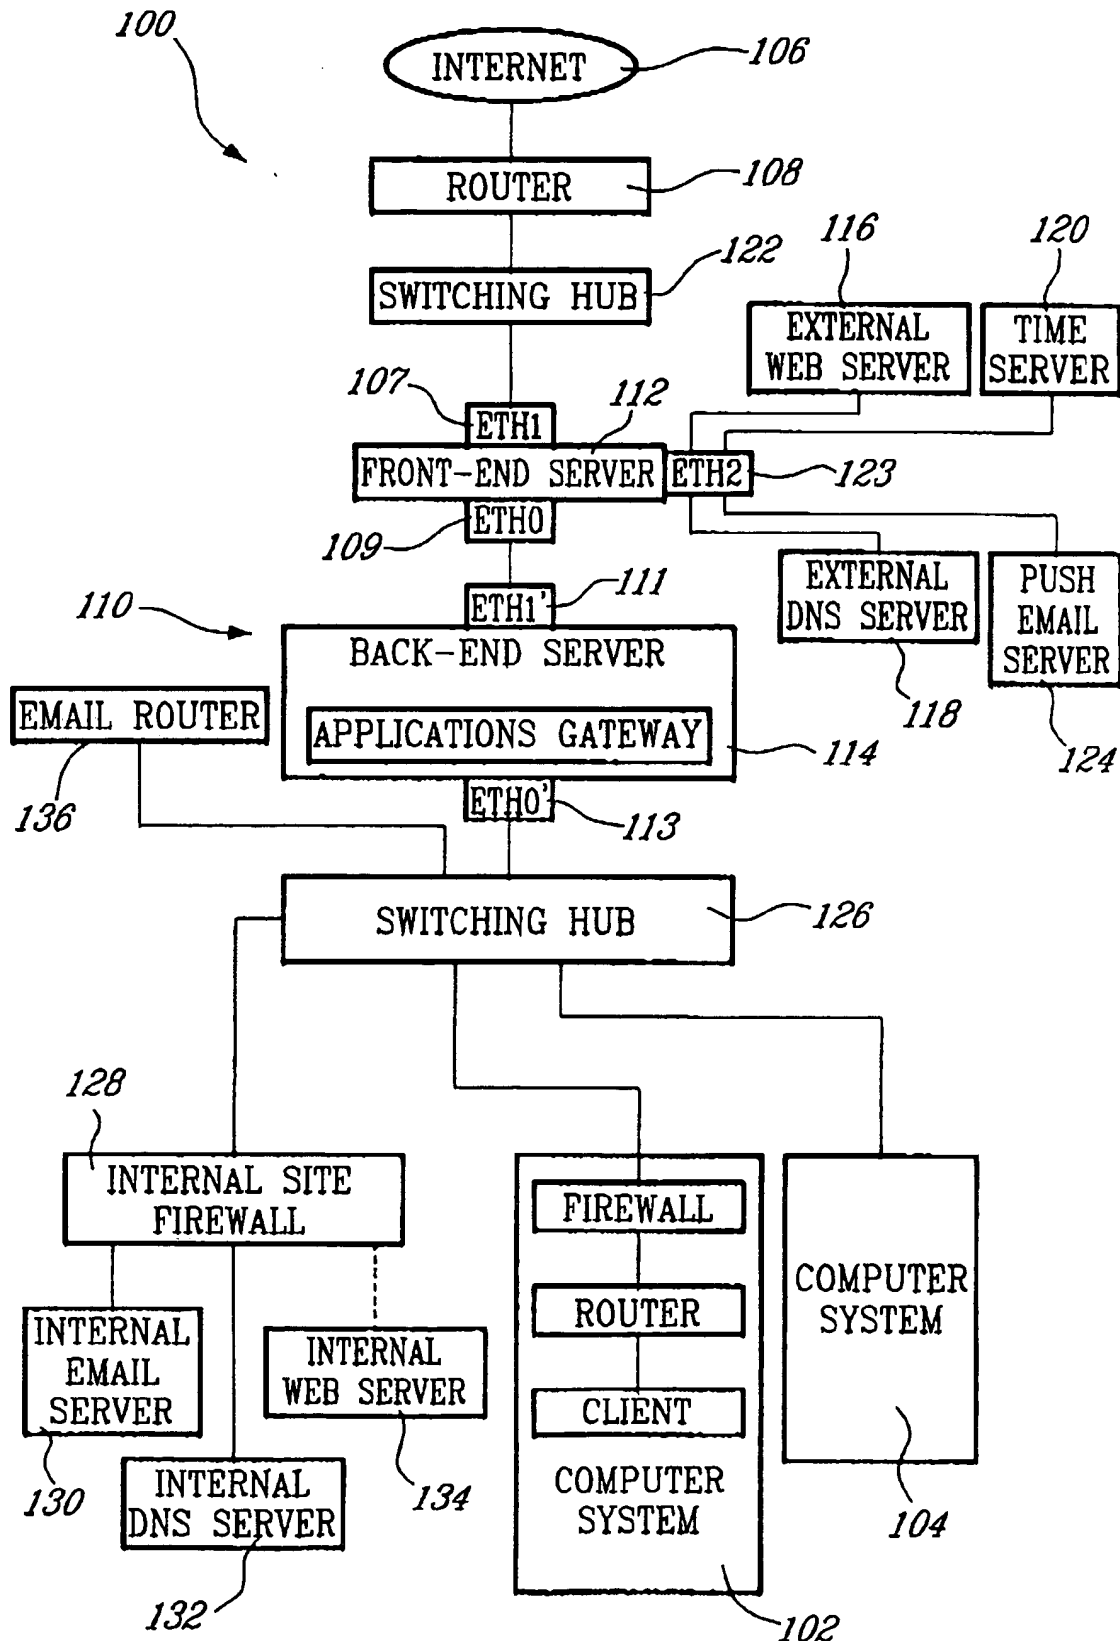 100
INTERNET
106
ROUTER
108
122
SWITCHING HUB
116
120
EXTERNAL
WEB SERVER
TIME
SERVER
107
ETH1
112
FRONT-END SERVER
ETH2
123
ETH0
109
111
ETH1'
EXTERNAL
DNS SERVER
PUSH
EMAIL
SERVER
110
BACK-END SERVER
118
EMAIL ROUTER
APPLICATIONS GATEWAY
114
124
136
ETH0'
113
SWITCHING HUB
126
128
INTERNAL SITE
FIREWALL
FIREWALL
COMPUTER
SYSTEM
ROUTER
INTERNAL
EMAIL
SERVER
INTERNAL
WEB SERVER
CLIENT
130
134
INTERNAL
DNS SERVER
COMPUTER
SYSTEM
104
132
102